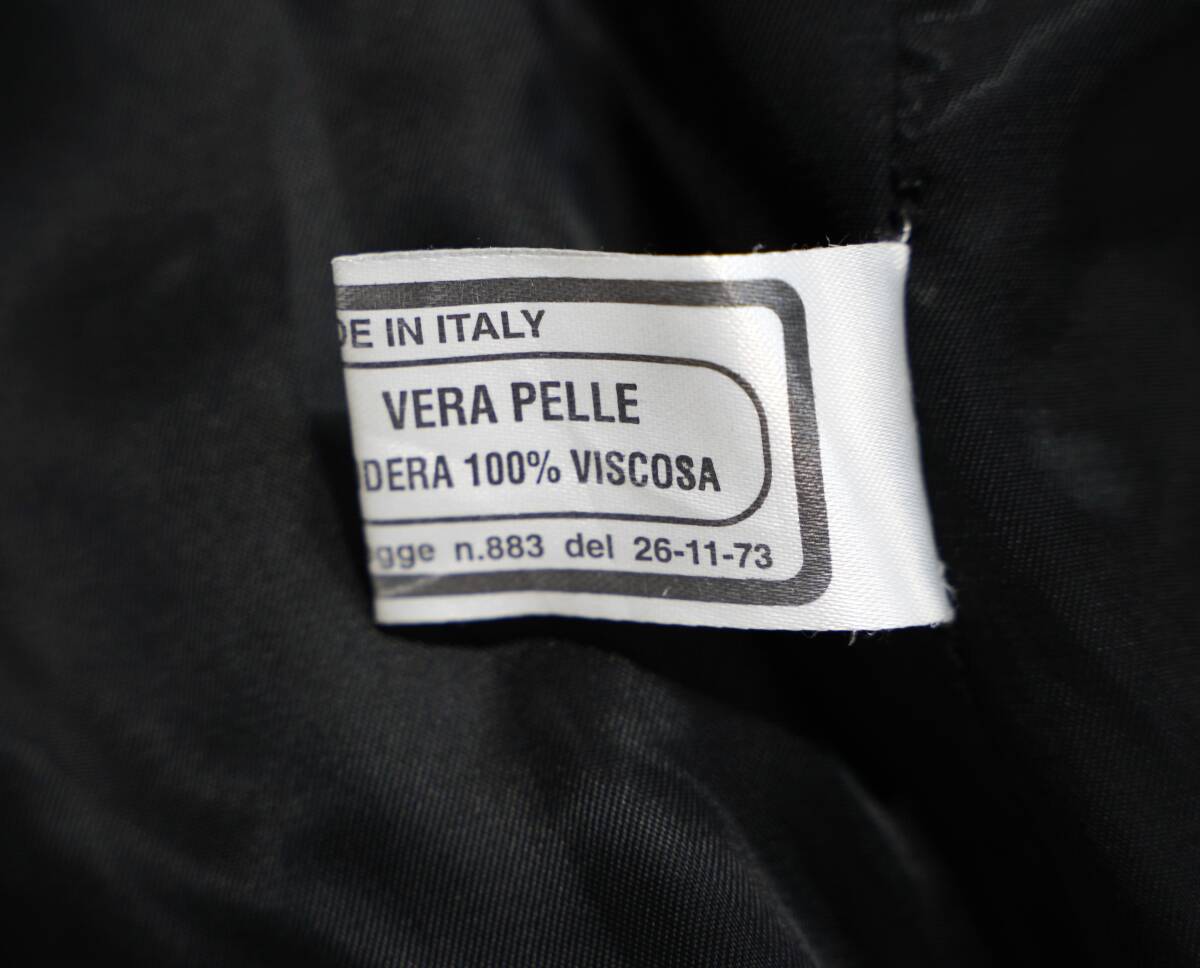 DE IN ITALY
VERA PELLE
DERA 100% VISCOSA
gge n.883 del 26-11-73